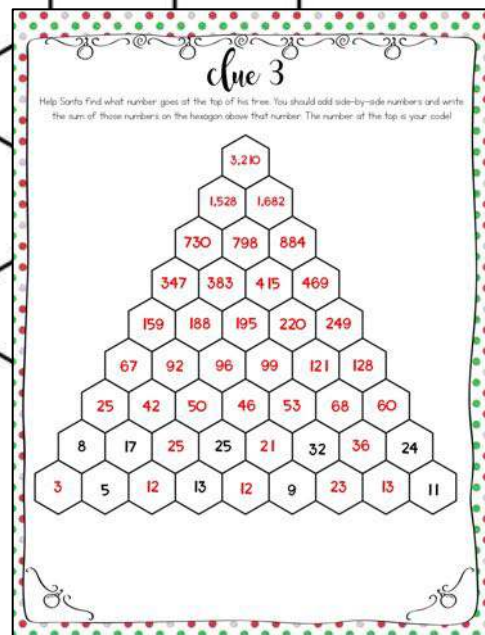 clue 3
Help Santa find what number goes at the top of his tree. You should add side-by-side numbers and write
the sum of those numbers on the hexagon above that number. The number at the top is your code!
3,210
1,528 1,682
730 798 884
347 383 415 469
159 188 195 220 249
67 92 96 99 121 128
25 42 50 46 53 68 60
8 17 25 25 21 32 36 24
3 5 12 13 12 9 23 13 11